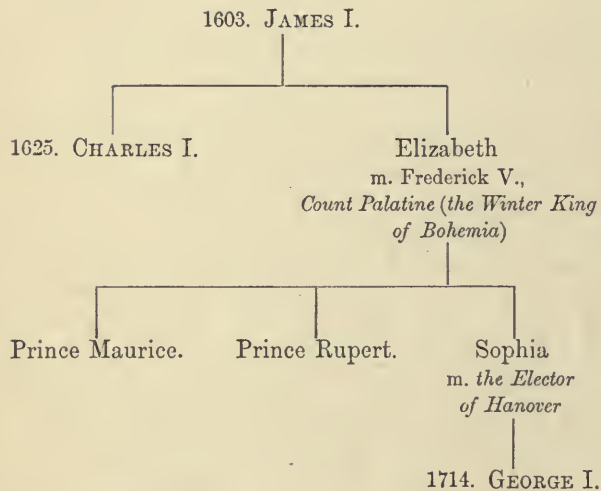 1603. JAMES I.
1625. CHARLES I.
Elizabeth
m. Frederick V.,
Count Palatine (the Winter King
of Bohemia)
Prince Maurice.
Prince Rupert.
Sophia
m. the Elector
of Hanover
1714. GEORGE I.